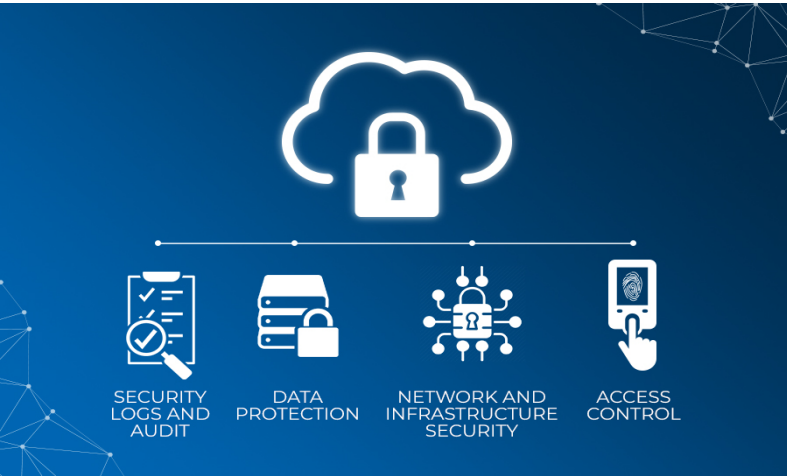 SECURITY
LOGS AND
AUDIT
DATA
PROTECTION
NETWORK AND
INFRASTRUCTURE
SECURITY
ACCESS
CONTROL